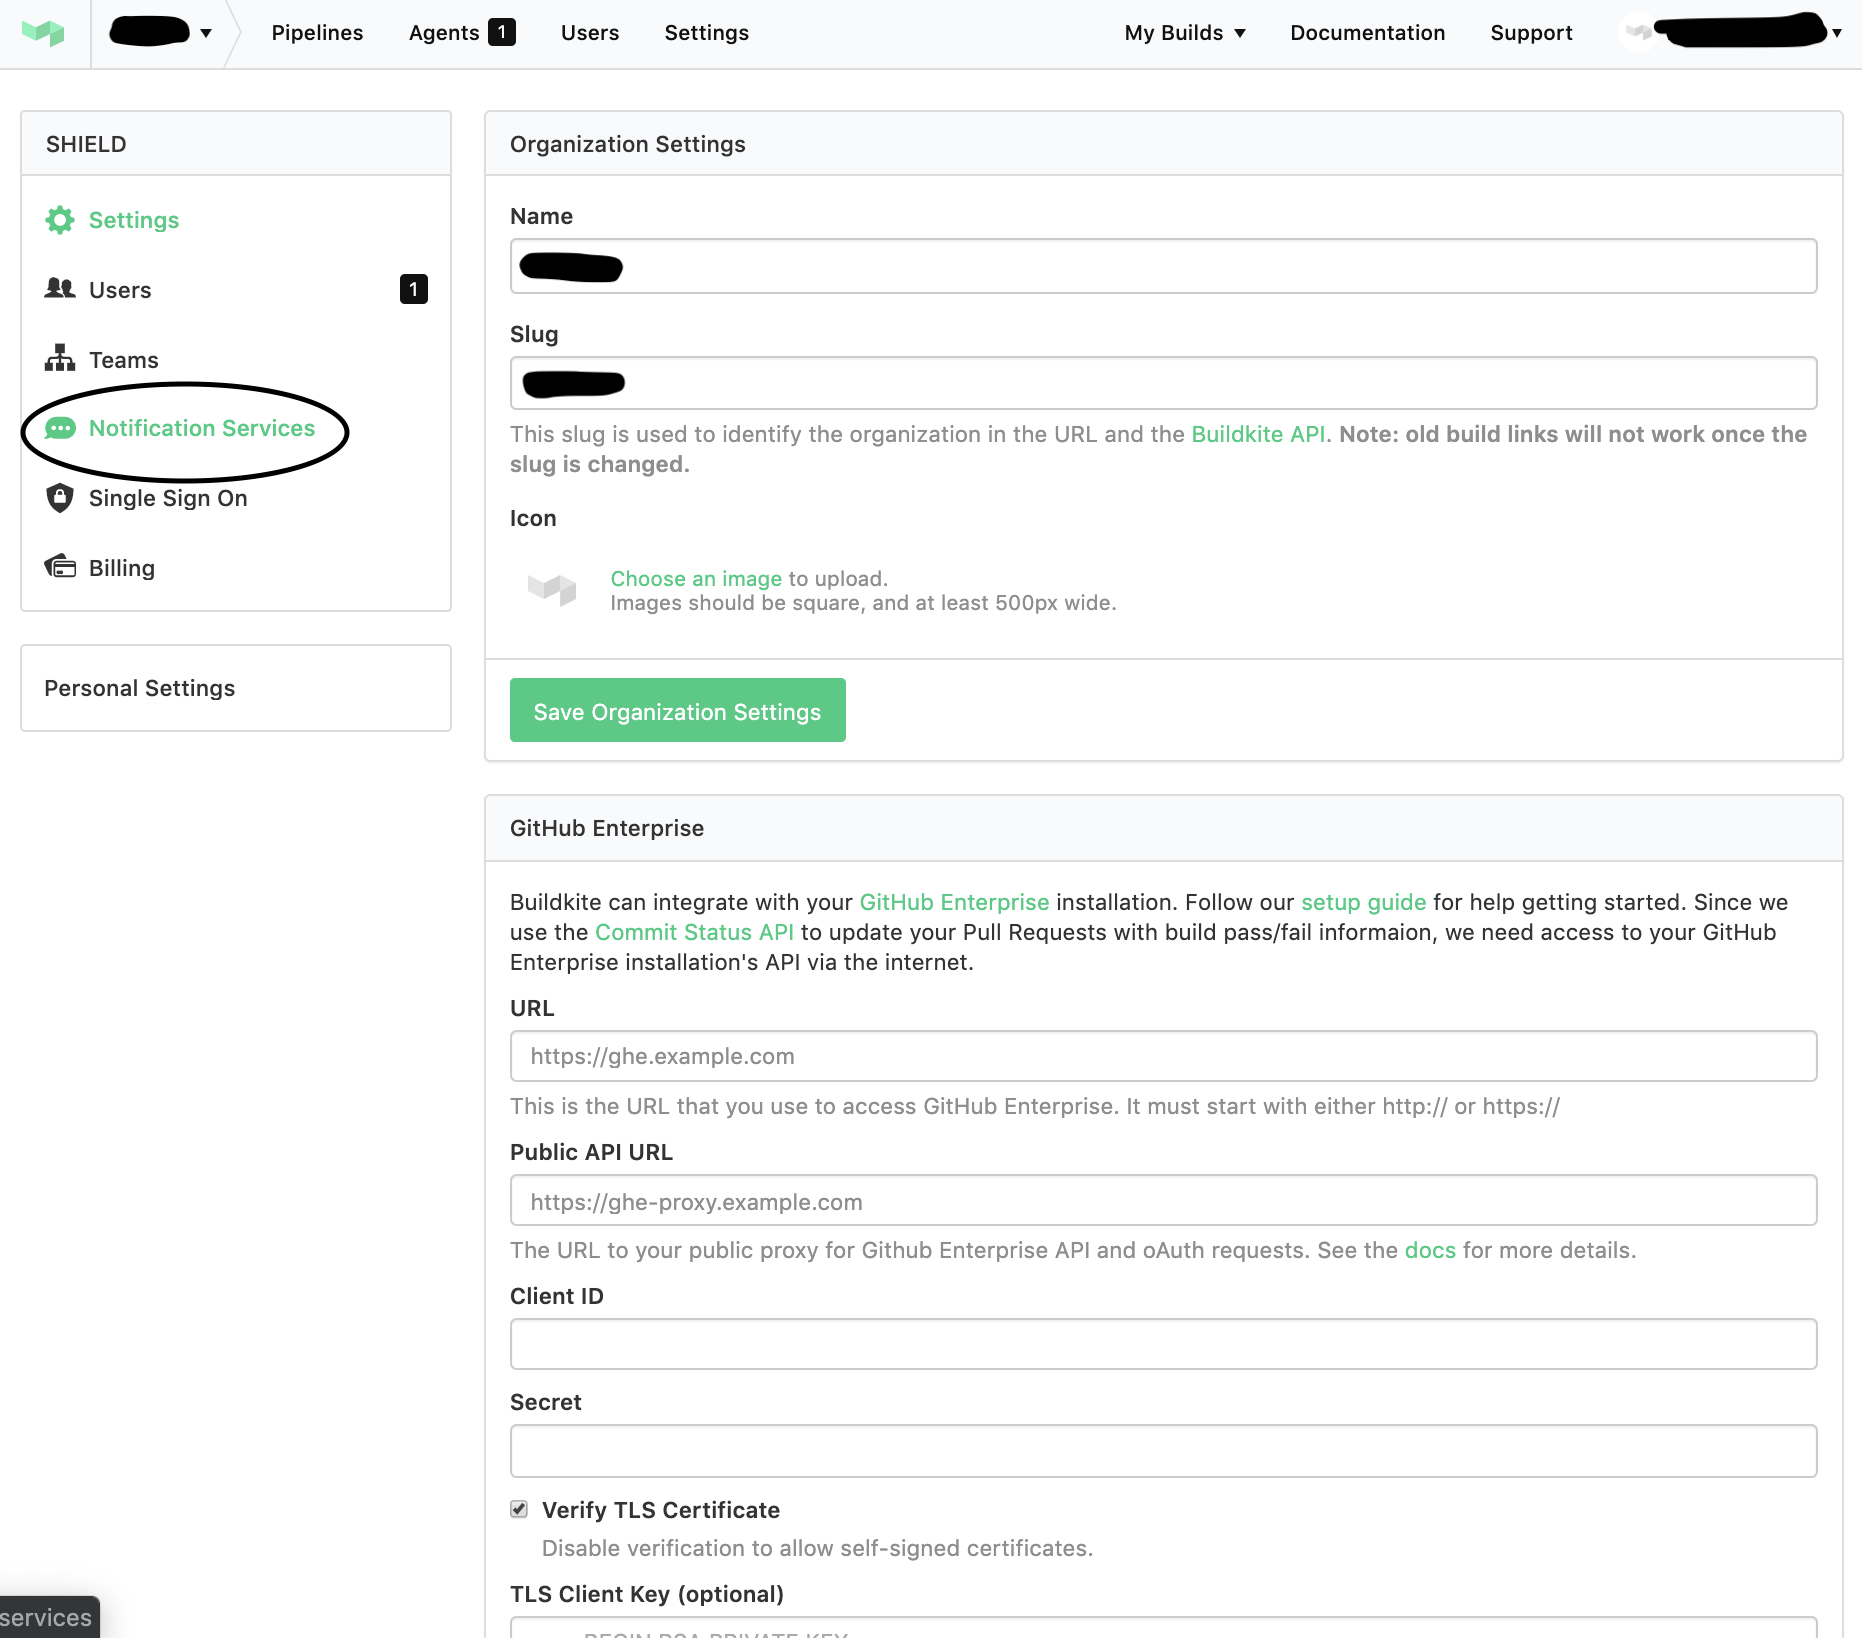 Pipelines
Agents 1
Users
Settings
My Builds
Documentation
Support
SHIELD
Settings
Users 1
Teams
Notification Services
Single Sign On
Billing
Personal Settings
Organization Settings
Name
Slug
This slug is used to identify the organization in the URL and the Buildkite API. Note: old build links will not work once the
slug is changed.
Icon
Choose an image to upload.
Images should be square, and at least 500px wide.
Save Organization Settings
GitHub Enterprise
Buildkite can integrate with your GitHub Enterprise installation. Follow our setup guide for help getting started. Since we
use the Commit Status API to update your Pull Requests with build pass/fail informaion, we need access to your GitHub
Enterprise installation's API via the internet.
URL
https://ghe.example.com
This is the URL that you use to access GitHub Enterprise. It must start with either http:// or https://
Public API URL
https://ghe-proxy.example.com
The URL to your public proxy for Github Enterprise API and oAuth requests. See the docs for more details.
Client ID
Secret
Verify TLS Certificate
Disable verification to allow self-signed certificates.
TLS Client Key (optional)
BEGIN RSA PRIVATE KEY
services